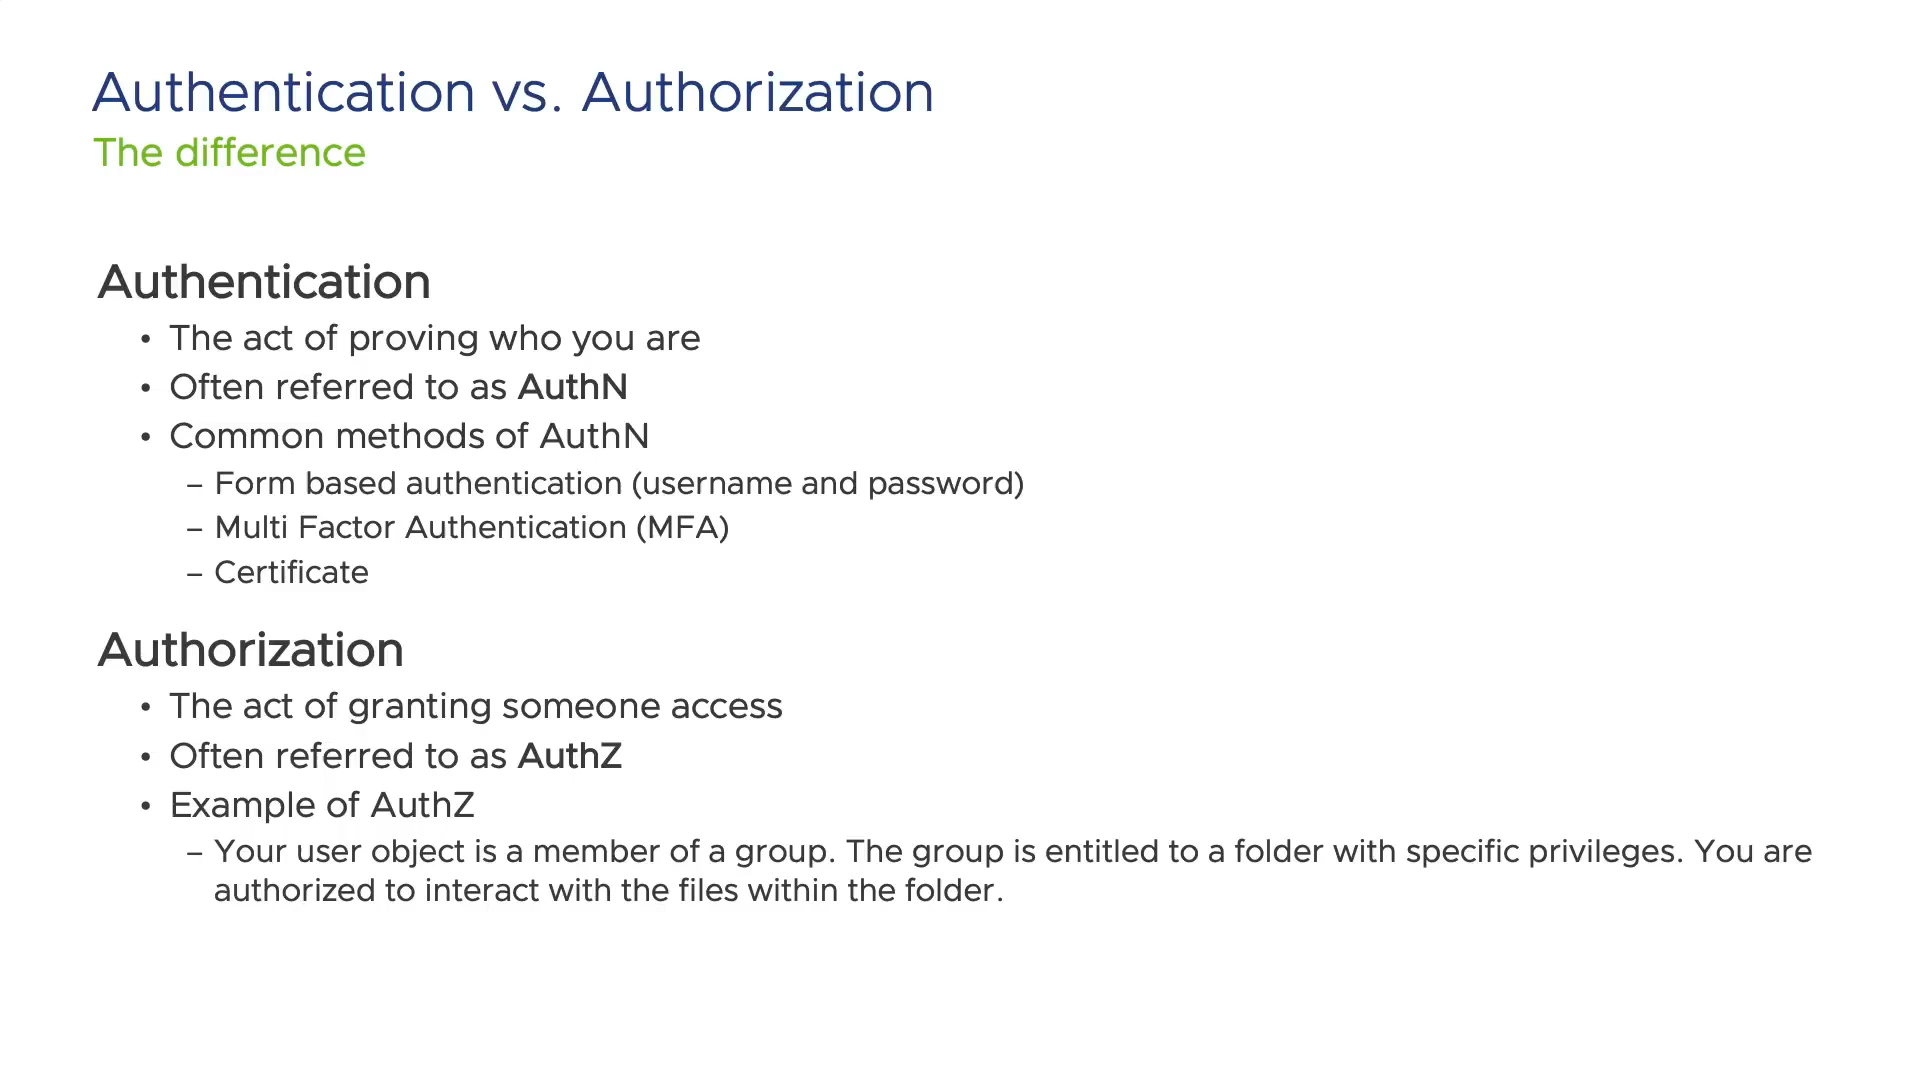 Authentication vs. Authorization
The difference
Authentication
• The act of proving who you are
• Often referred to as AuthN
• Common methods of AuthN
– Form based authentication (username and password)
– Multi Factor Authentication (MFA)
– Certificate
Authorization
• The act of granting someone access
• Often referred to as AuthZ
• Example of AuthZ
– Your user object is a member of a group. The group is entitled to a folder with specific privileges. You are
authorized to interact with the files within the folder.